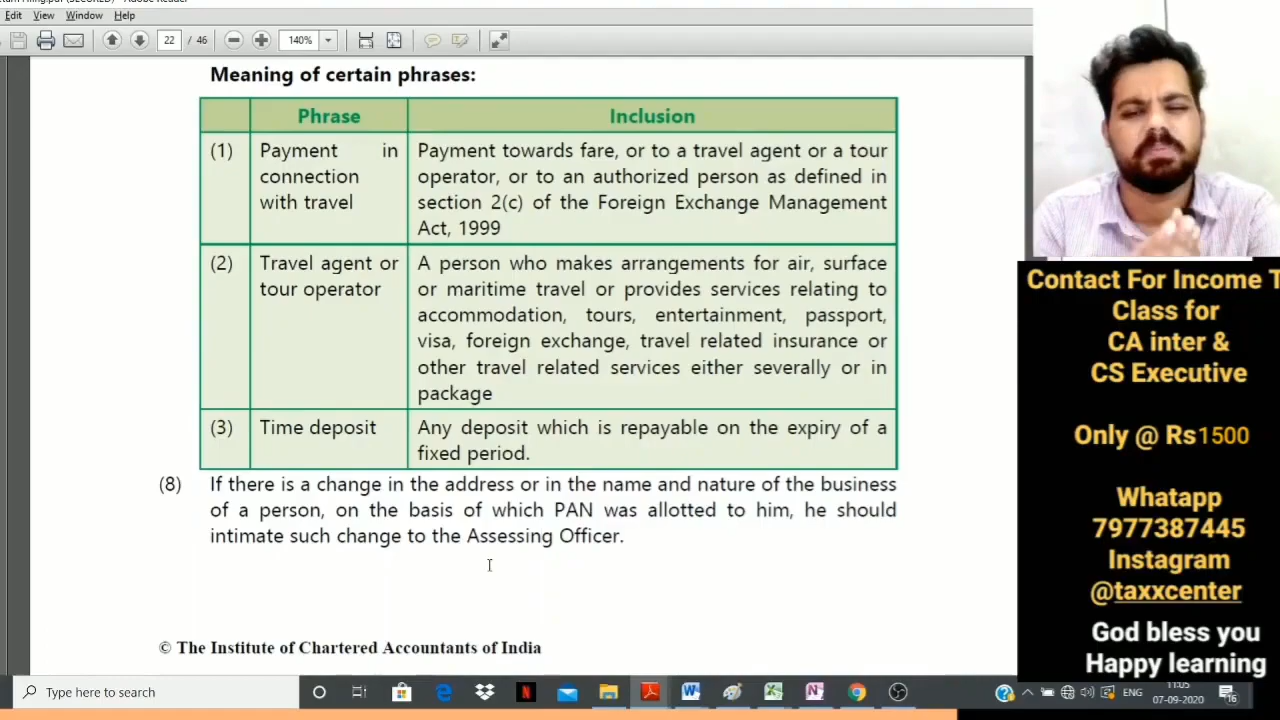 Edit View Window Help
22 / 46 140%
Meaning of certain phrases:
Phrase Inclusion
(1) Payment in Payment towards fare, or to a travel agent or a tour
connection operator, or to an authorized person as defined in
with travel section 2(c) of the Foreign Exchange Management
Act, 1999
(2) Travel agent or A person who makes arrangements for air, surface
tour operator or maritime travel or provides services relating to
accommodation, tours, entertainment, passport,
visa, foreign exchange, travel related insurance or
other travel related services either severally or in
package
(3) Time deposit Any deposit which is repayable on the expiry of a
fixed period.
(8) If there is a change in the address or in the name and nature of the business
of a person, on the basis of which PAN was allotted to him, he should
intimate such change to the Assessing Officer.
© The Institute of Chartered Accountants of India
Contact For Income T
Class for
CA inter &
CS Executive
Only @ Rs1500
Whatapp
7977387445
Instagram
@taxxcenter
God bless you
Happy learning
Type here to search
ENG
11:05
07-09-2020
16